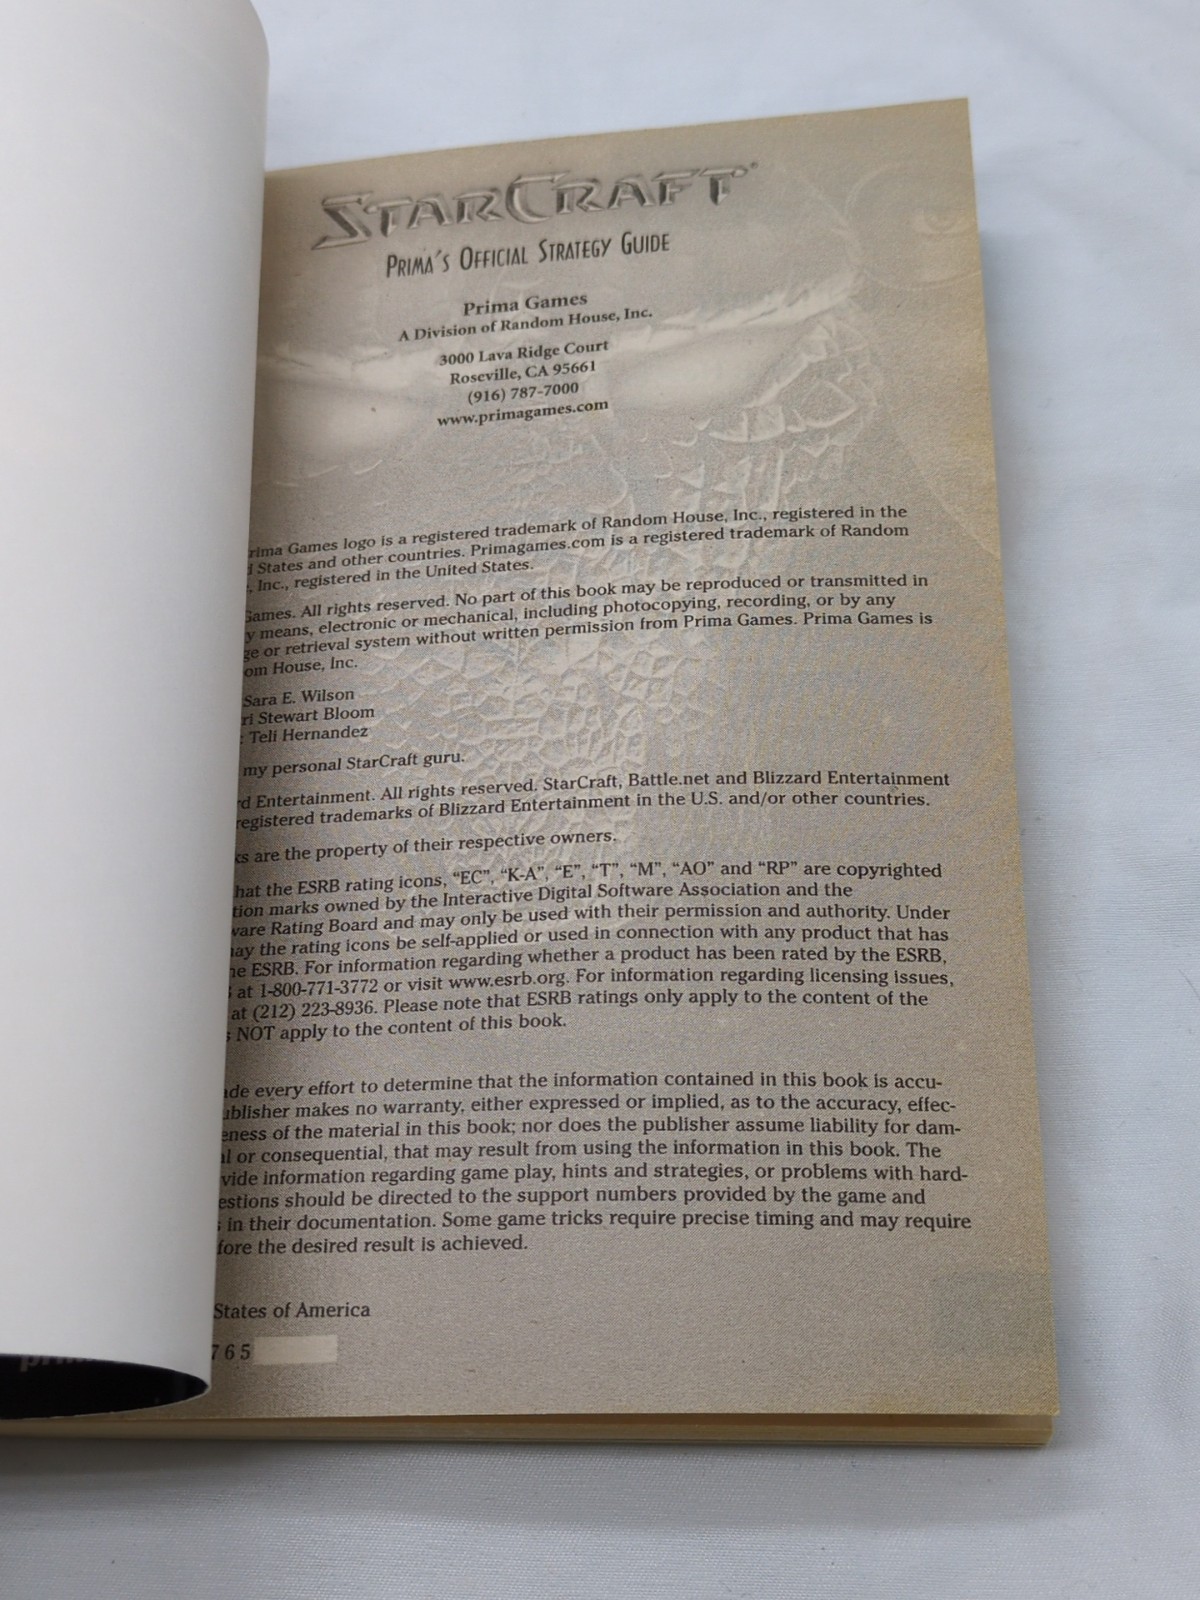 STARCRAFT®
PRIMA'S OFFICIAL STRATEGY GUIDE
Prima Games
A Division of Random House, Inc.
3000 Lava Ridge Court
Roseville, CA 95661
(916) 787-7000
www.primagames.com
rima Games logo is a registered trademark of Random House, Inc., registered in the
States and other countries. Primagames.com is a registered trademark of Random
, Inc., registered in the United States.
Games. All rights reserved. No part of this book may be reproduced or transmitted in
y means, electronic or mechanical, including photocopying, recording, or by any
ge or retrieval system without written permission from Prima Games. Prima Games is
om House, Inc.
Sara E. Wilson
ri Stewart Bloom
: Teli Hernandez
my personal StarCraft guru.
rd Entertainment. All rights reserved. StarCraft, Battle.net and Blizzard Entertainment
registered trademarks of Blizzard Entertainment in the U.S. and/or other countries.
ks are the property of their respective owners.
hat the ESRB rating icons, “EC”, “K-A”, “E”, “T”, “M”, “AO” and “RP” are copyrighted
tion marks owned by the Interactive Digital Software Association and the
ware Rating Board and may only be used with their permission and authority. Under
may the rating icons be self-applied or used in connection with any product that has
he ESRB. For information regarding whether a product has been rated by the ESRB,
at 1-800-771-3772 or visit www.esrb.org. For information regarding licensing issues,
at (212) 223-8936. Please note that ESRB ratings only apply to the content of the
NOT apply to the content of this book.
ade every effort to determine that the information contained in this book is accu-
ublisher makes no warranty, either expressed or implied, as to the accuracy, effec-
eness of the material in this book; nor does the publisher assume liability for dam-
l or consequential, that may result from using the information in this book. The
vide information regarding game play, hints and strategies, or problems with hard-
estions should be directed to the support numbers provided by the game and
in their documentation. Some game tricks require precise timing and may require
fore the desired result is achieved.
States of America
7 6 5